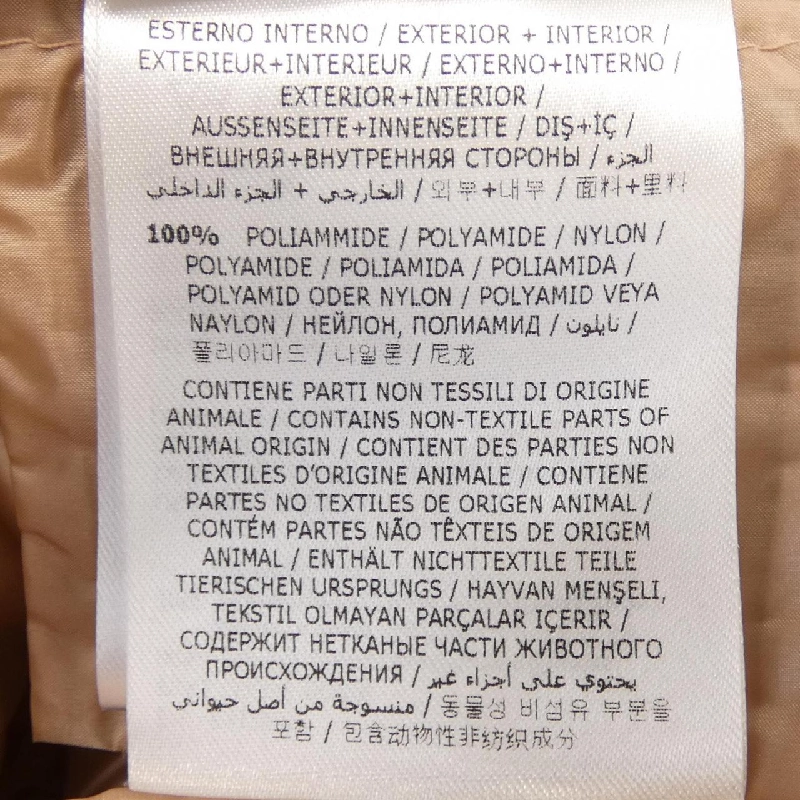 ESTERNO INTERNO / EXTERIOR + INTERIOR /
EXTERIEUR+INTERIEUR / EXTERNO+INTERNO /
EXTERIOR+INTERIOR /
AUSSENSEITE+INNENSEITE / DIŞ+İÇ /
ВНЕШНЯЯ+ВНУТРЕННЯЯ СТОРОНЫ / الجزء
الخارجي + الجزء الداخلي / 외부+내부 / 面料+里料
100% POLIAMMIDE / POLYAMIDE / NYLON /
POLYAMIDE / POLIAMIDA / POLIAMIDA /
POLYAMID ODER NYLON / POLYAMID VEYA
NAYLON / НЕЙЛОН, ПОЛИАМИД / نايلون /
폴리아마드 / 나일론 / 尼龙
CONTIENE PARTI NON TESSILI DI ORIGINE
ANIMALE / CONTAINS NON-TEXTILE PARTS OF
ANIMAL ORIGIN / CONTIENT DES PARTIES NON
TEXTILES D'ORIGINE ANIMALE / CONTIENE
PARTES NO TEXTILES DE ORIGEN ANIMAL /
CONTÉM PARTES NÃO TÊXTEIS DE ORIGEM
ANIMAL / ENTHÄLT NICHTTEXTILE TEILE
TIERISCHEN URSPRUNGS / HAYVAN MENŞELI,
TEKSTIL OLMAYAN PARÇALAR IÇERIR /
СОДЕРЖИТ НЕТКАНЫЕ ЧАСТИ ЖИВОТНОГО
ПРОИСХОЖДЕНИЯ / يحتوي على أجزاء غير
منسوجة من أصل حيواني / 동물성 비섬유 부분을
포함 / 包含动物性非纺织成分